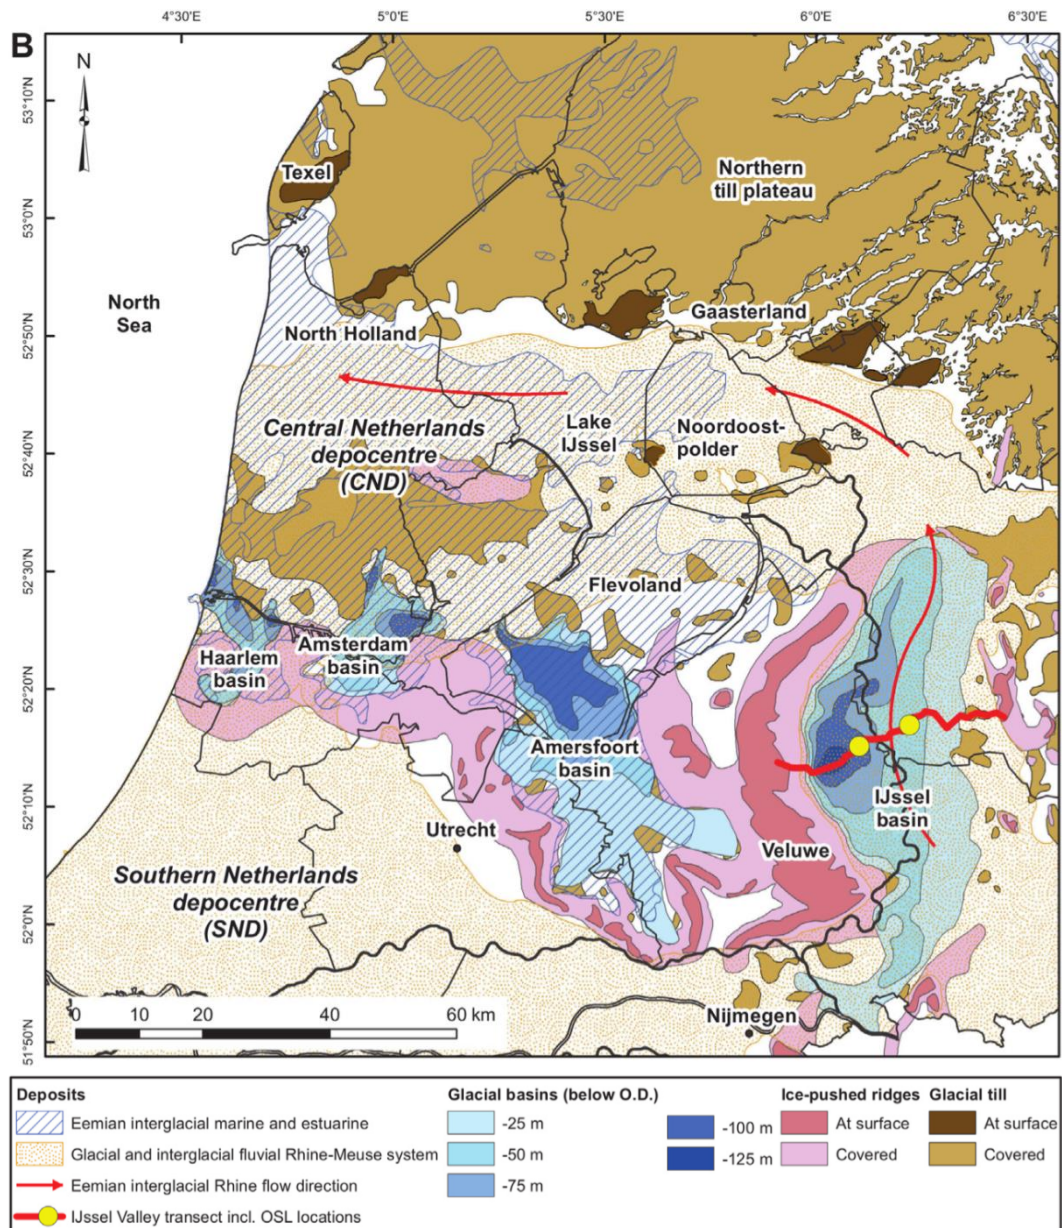 4°30'E 5°0'E 5°30'E 6°0'E 6°30'E
B
N
53°10'N
53°0'N
52°50'N
52°40'N
52°30'N
52°20'N
52°10'N
52°0'N
51°50'N
Texel
Northern
till plateau
North
Sea
Gaasterland
North Holland
Central Netherlands
depocentre
(CND)
Lake
IJssel
Noordoost-
polder
Flevoland
Haarlem
basin
Amsterdam
basin
Amersfoort
basin
IJssel
basin
Utrecht
Veluwe
Southern Netherlands
depocentre
(SND)
Nijmegen
0 10 20 40 60 km
Deposits
Eemian interglacial marine and estuarine
Glacial and interglacial fluvial Rhine-Meuse system
Eemian interglacial Rhine flow direction
IJssel Valley transect incl. OSL locations
Glacial basins (below O.D.)
-25 m
-50 m
-75 m
-100 m
-125 m
Ice-pushed ridges
At surface
Covered
Glacial till
At surface
Covered